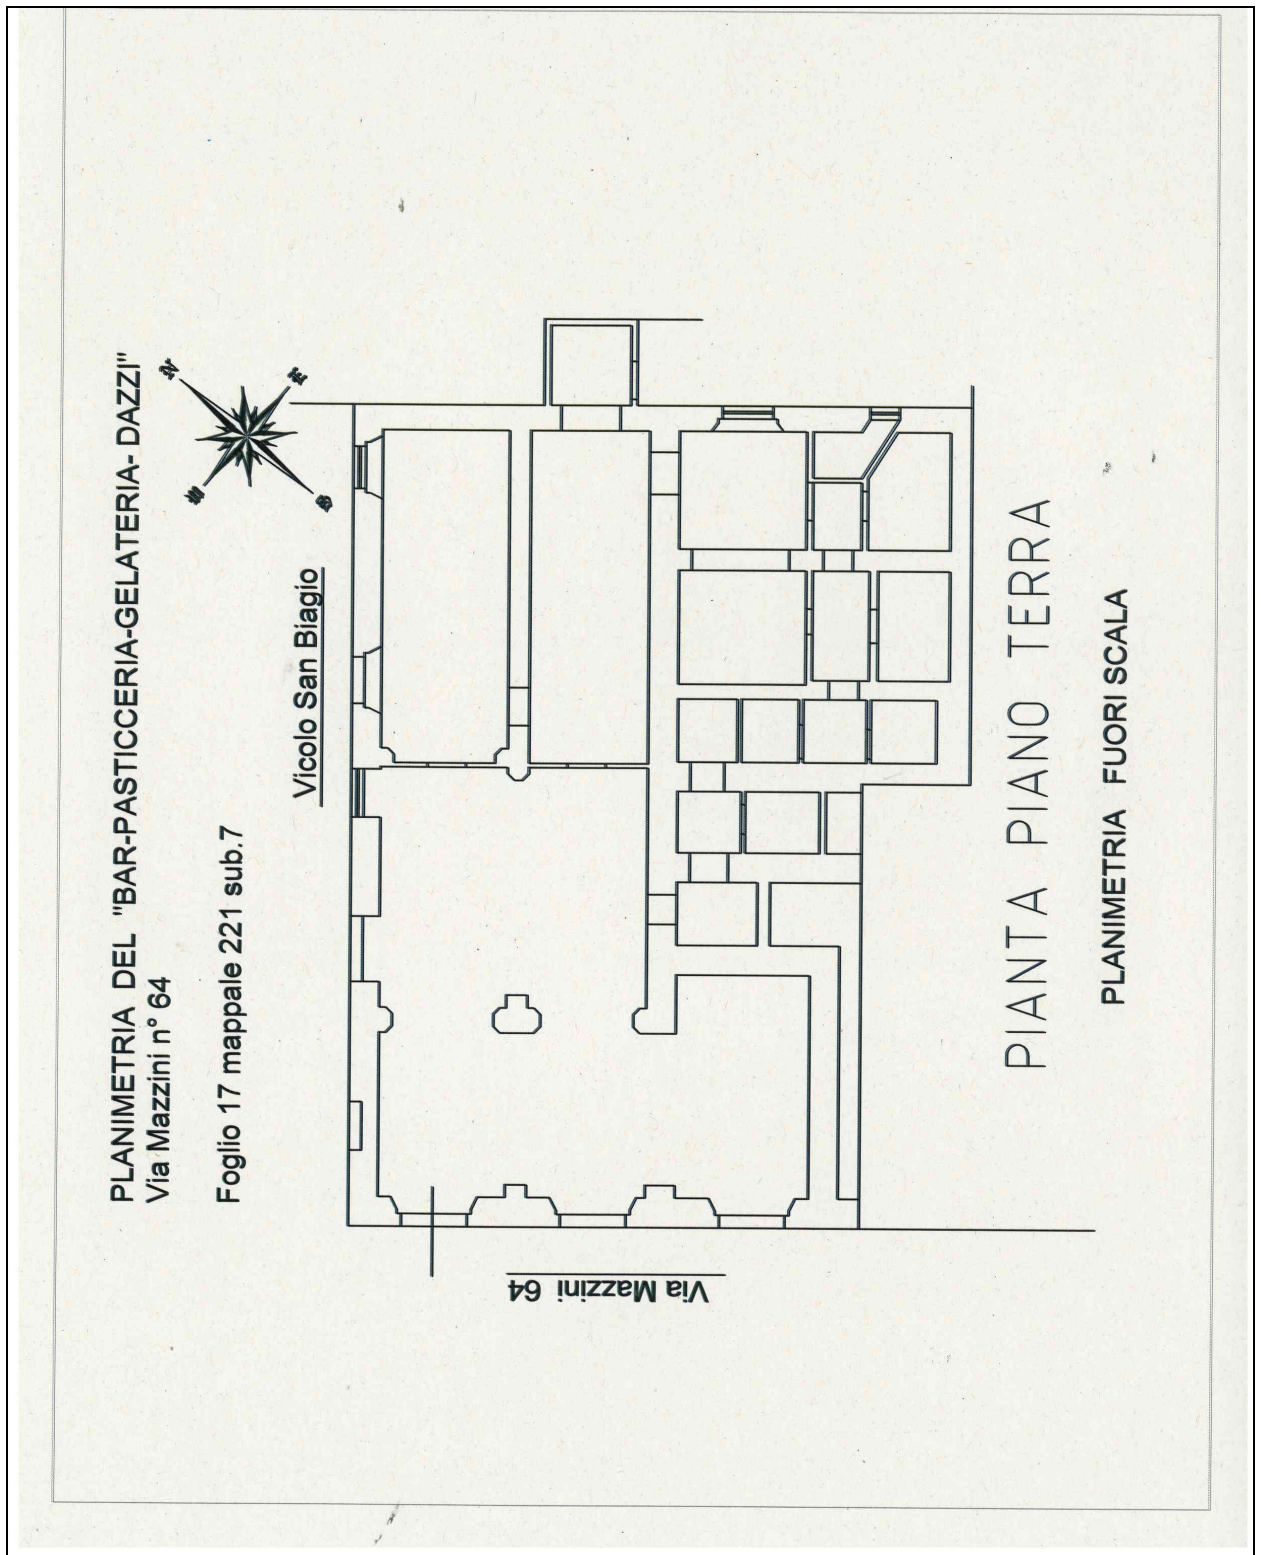 PLANIMETRIA DEL "BAR-PASTICCERIA-GELATERIA-DAZZI"
Via Mazzini n° 64
Foglio 17 mappale 221 sub.7
N
E
W
S
Vicolo San Biagio
Via Mazzini 64
PIANTA PIANO TERRA
PLANIMETRIA FUORI SCALA